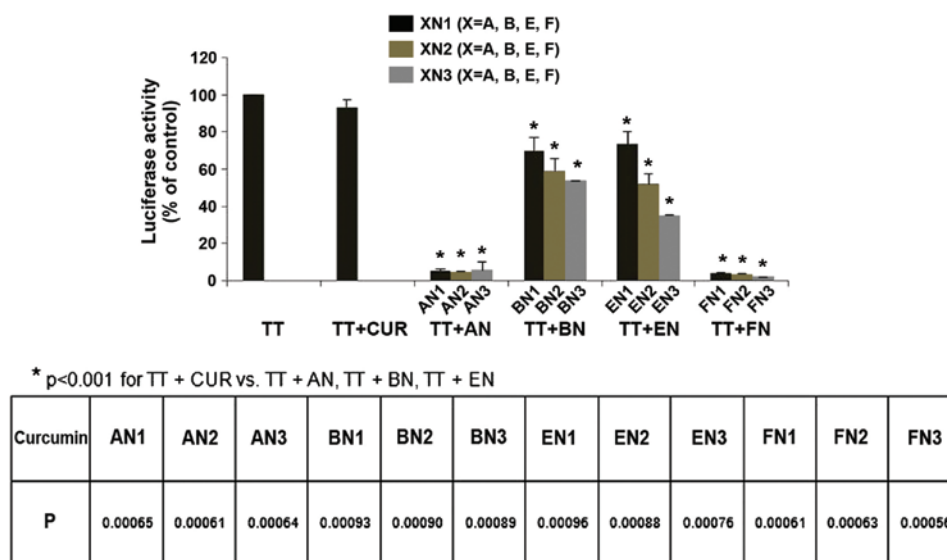 XN1 (X=A, B, E, F)
XN2 (X=A, B, E, F)
XN3 (X=A, B, E, F)
Luciferase activity
(% of control)
120
100
80
60
40
20
0
* * * * * * * * * * * *
AN1 AN2 AN3 BN1 BN2 BN3 EN1 EN2 EN3 FN1 FN2 FN3
TT TT+CUR TT+AN TT+BN TT+EN TT+FN
* p<0.001 for TT + CUR vs. TT + AN, TT + BN, TT + EN
Curcumin AN1 AN2 AN3 BN1 BN2 BN3 EN1 EN2 EN3 FN1 FN2 FN3
P 0.00065 0.00061 0.00064 0.00093 0.00090 0.00089 0.00096 0.00088 0.00076 0.00061 0.00063 0.00056